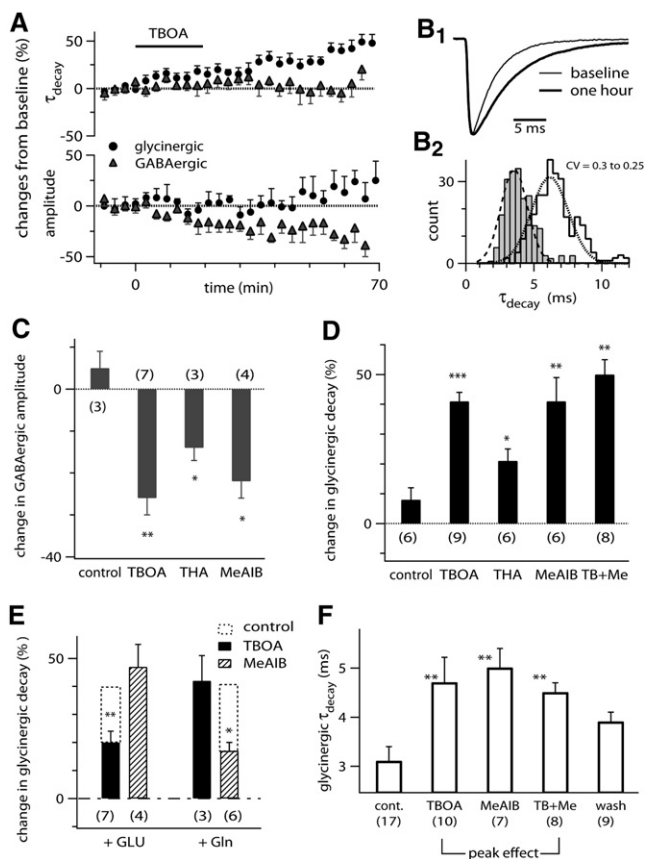 A
TBOA
changes from baseline (%)
τdecay
50
0
-50
glycinergic
GABAergic
amplitude
50
25
0
-25
-50
0
time (min)
70
B1
baseline
one hour
5 ms
B2
CV = 0.3 to 0.25
count
30
0
0
5
10
τdecay (ms)
C
change in GABAergic amplitude
0
-40
(3)
(7)
(3)
(4)
**
*
*
control
TBOA
THA
MeAIB
D
change in glycinergic decay (%)
50
0
***
*
**
**
(6)
(9)
(6)
(6)
(8)
control
TBOA
THA
MeAIB
TB+Me
E
change in glycinergic decay (%)
control
TBOA
MeAIB
50
0
**
*
(7)
(4)
(3)
(6)
+ GLU
+ Gln
F
glycinergic τdecay (ms)
5
4
3
**
**
**
cont.
TBOA
MeAIB
TB+Me
wash
(17)
(10)
(7)
(8)
(9)
peak effect